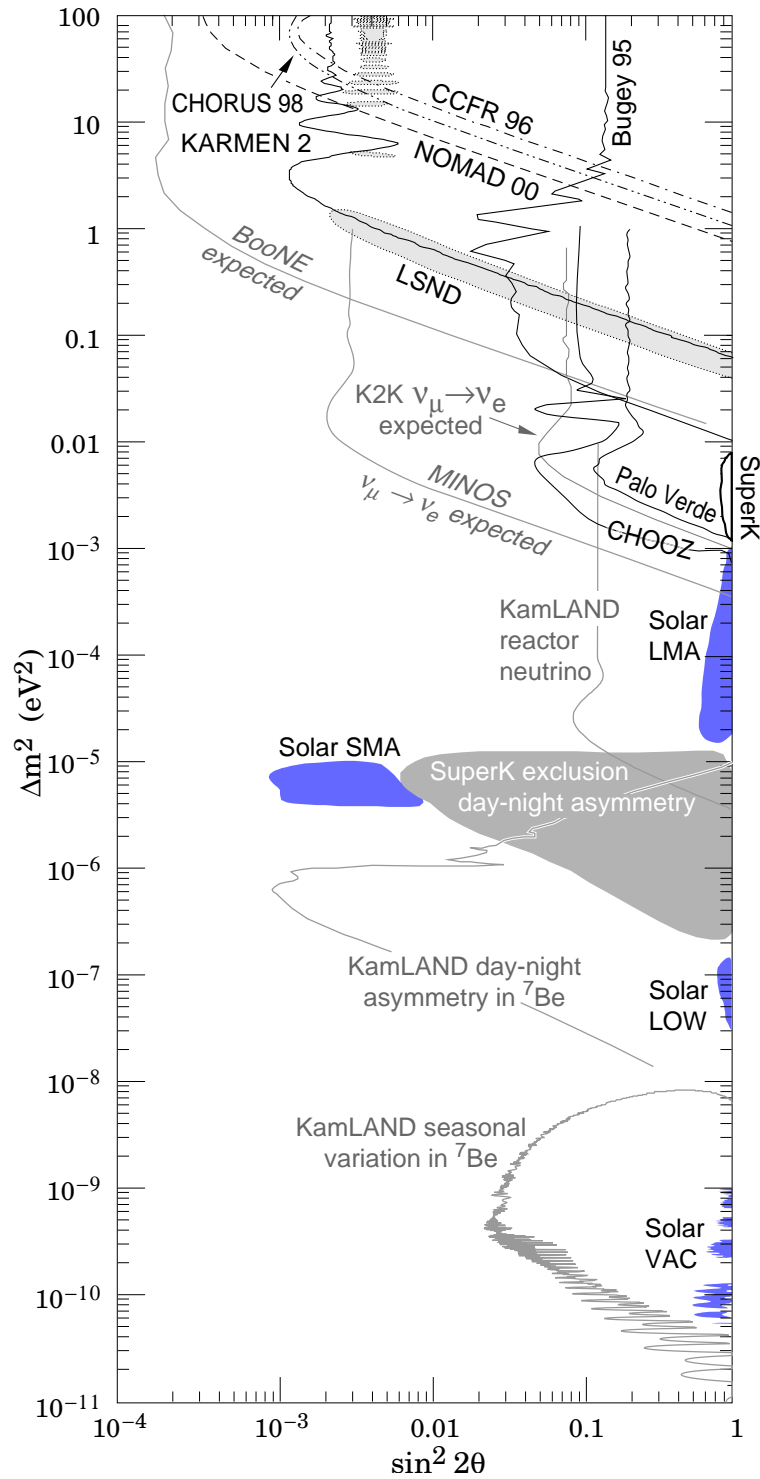 100
10
1
0.1
0.01
10⁻³
10⁻⁴
10⁻⁵
10⁻⁶
10⁻⁷
10⁻⁸
10⁻⁹
10⁻¹⁰
10⁻¹¹
Δm² (eV²)
CHORUS 98
KARMEN 2
CCFR 96
NOMAD 00
Bugey 95
BooNE
expected
LSND
K2K ν_μ→ν_e
expected
MINOS
ν_μ → ν_e expected
Palo Verde
CHOOZ
SuperK
KamLAND
reactor
neutrino
Solar
LMA
Solar SMA
SuperK exclusion
day-night asymmetry
KamLAND day-night
asymmetry in ⁷Be
Solar
LOW
KamLAND seasonal
variation in ⁷Be
Solar
VAC
10⁻⁴
10⁻³
0.01
0.1
1
sin² 2θ